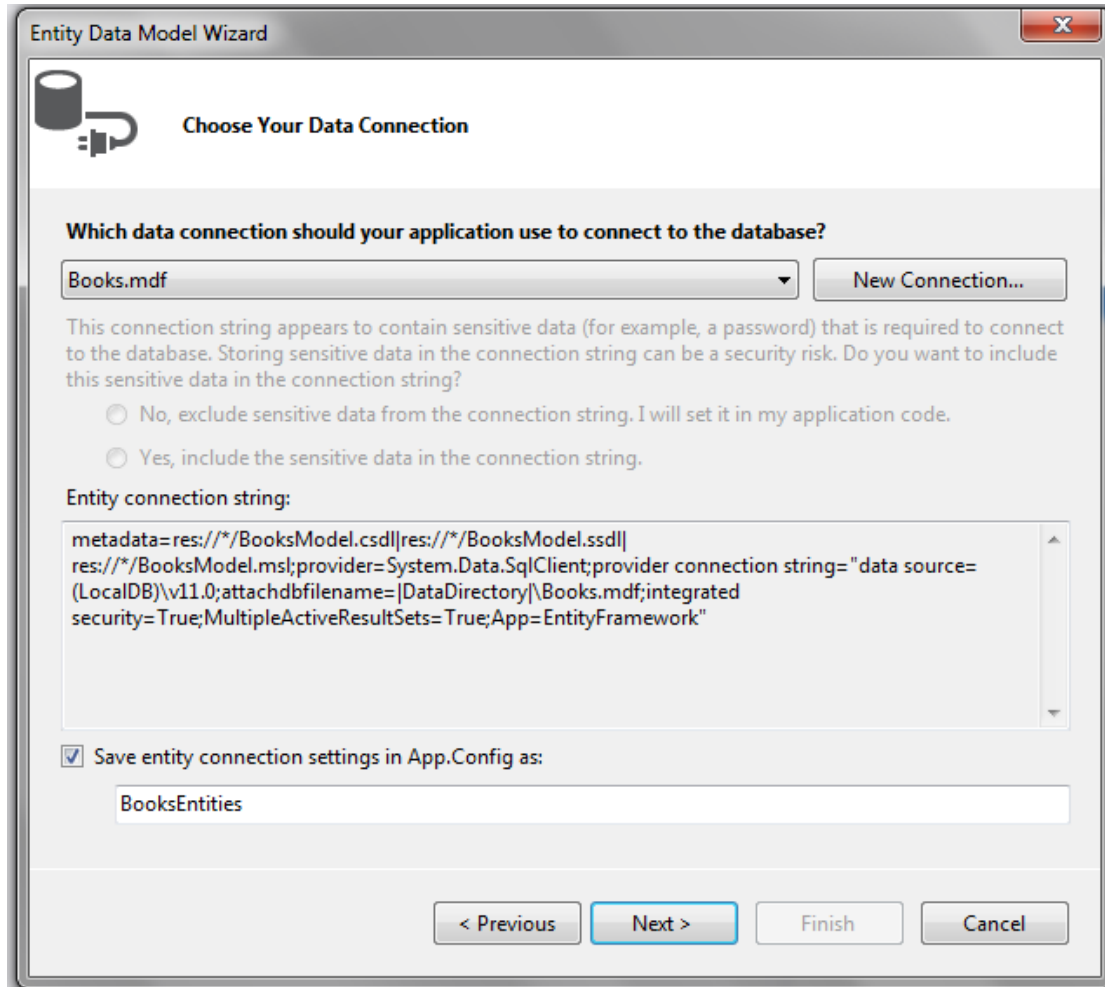 Entity Data Model Wizard
Choose Your Data Connection
Which data connection should your application use to connect to the database?
Books.mdf
New Connection...
This connection string appears to contain sensitive data (for example, a password) that is required to connect
to the database. Storing sensitive data in the connection string can be a security risk. Do you want to include
this sensitive data in the connection string?
No, exclude sensitive data from the connection string. I will set it in my application code.
Yes, include the sensitive data in the connection string.
Entity connection string:
metadata=res://*/BooksModel.csdl|res://*/BooksModel.ssdl|
res://*/BooksModel.msl;provider=System.Data.SqlClient;provider connection string="data source=
(LocalDB)\v11.0;attachdbfilename=|DataDirectory|\Books.mdf;integrated
security=True;MultipleActiveResultSets=True;App=EntityFramework"
Save entity connection settings in App.Config as:
BooksEntities
< Previous
Next >
Finish
Cancel